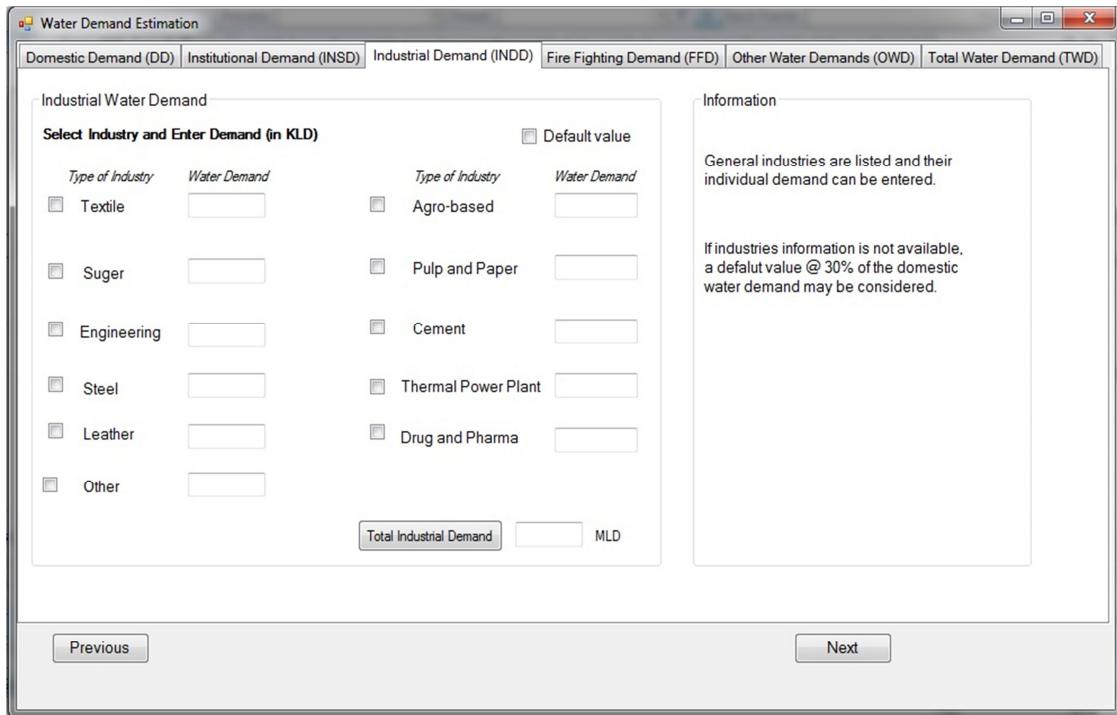 Water Demand Estimation
Domestic Demand (DD) Institutional Demand (INSD) Industrial Demand (INDD) Fire Fighting Demand (FFD) Other Water Demands (OWD) Total Water Demand (TWD)
Industrial Water Demand
Select Industry and Enter Demand (in KLD) Default value
Type of Industry Water Demand Type of Industry Water Demand
Textile Agro-based
Suger Pulp and Paper
Engineering Cement
Steel Thermal Power Plant
Leather Drug and Pharma
Other
Total Industrial Demand MLD
Information
General industries are listed and their
individual demand can be entered.
If industries information is not available,
a defalut value @ 30% of the domestic
water demand may be considered.
Previous Next